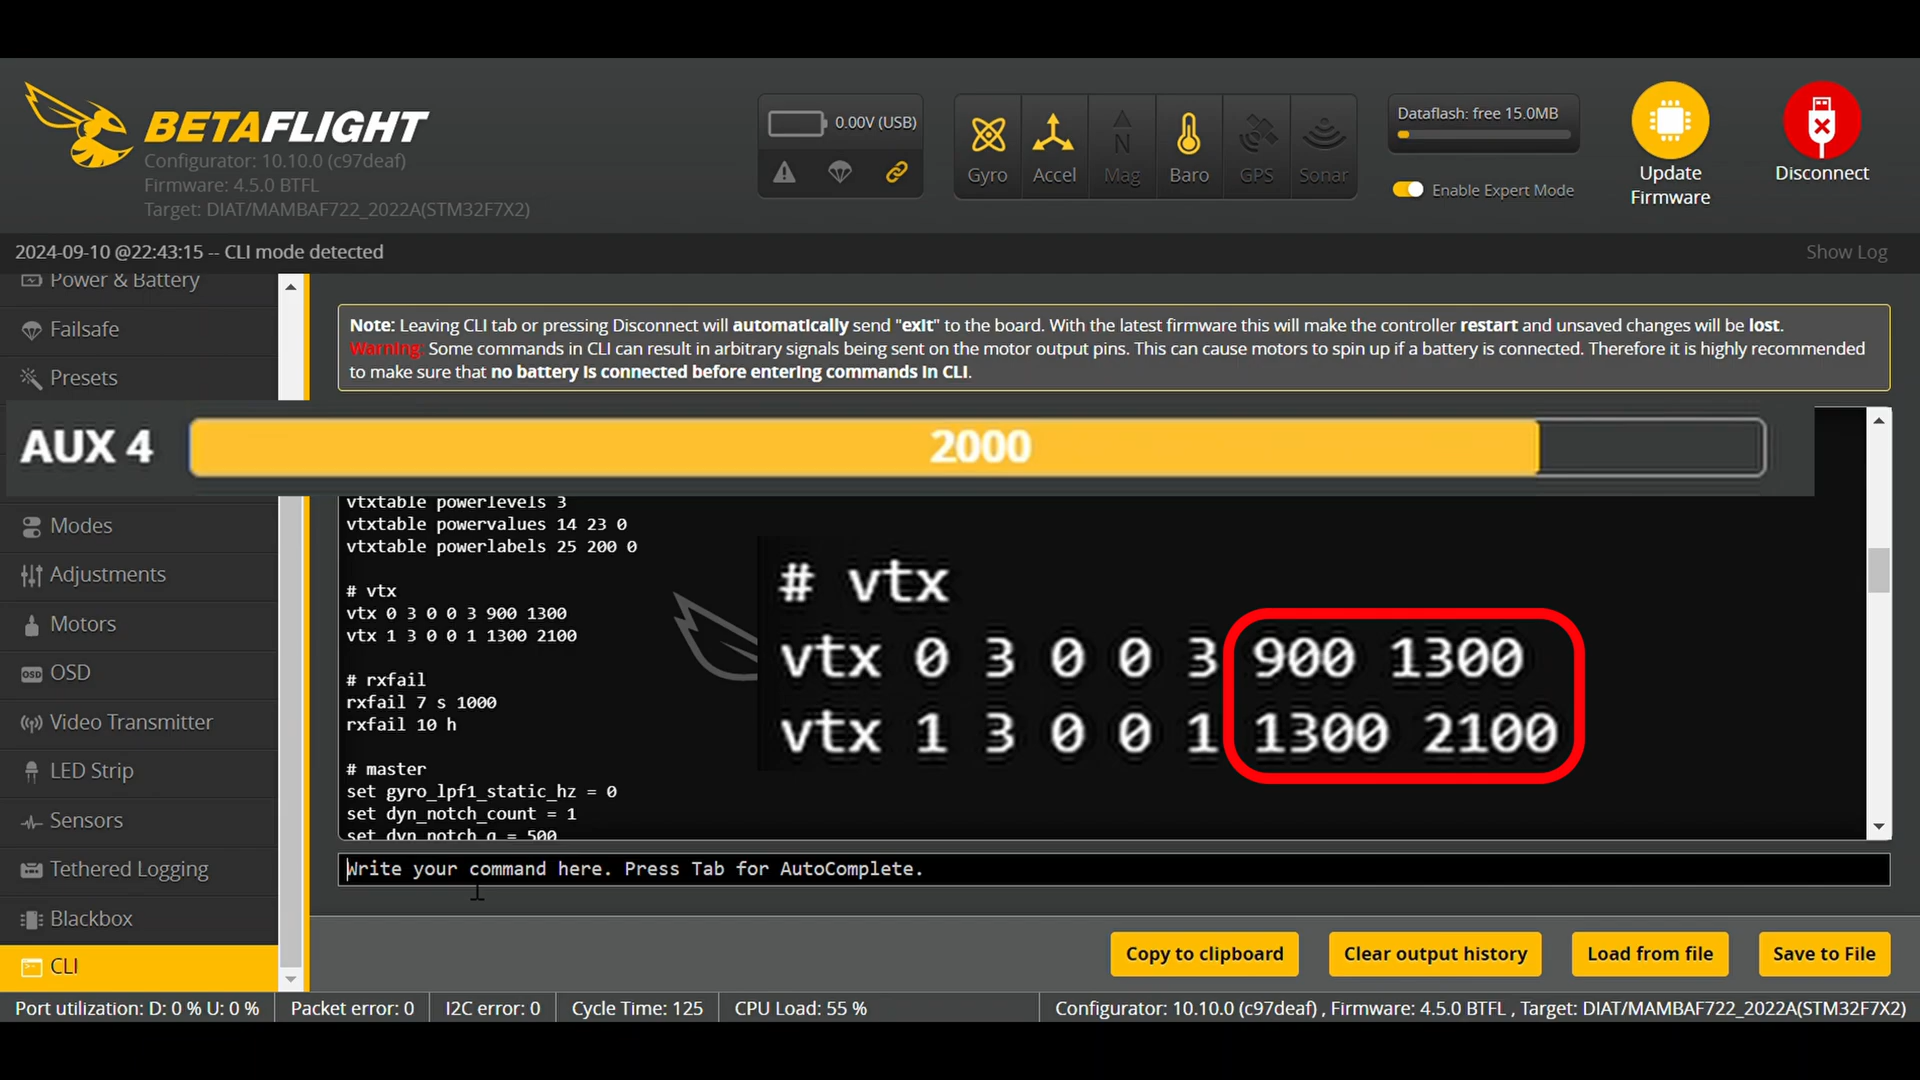 BETAFLIGHT
Configurator: 10.10.0 (c97deaf)
Firmware: 4.5.0 BTFL
Target: DIAT/MAMBAF722_2022A(STM32F7X2)
0.00V (USB)
Gyro
Accel
N
Mag
Baro
GPS
Sonar
Dataflash: free 15.0MB
Enable Expert Mode
Update
Firmware
Disconnect
2024-09-10 @22:43:15 -- CLI mode detected
Show Log
Power & Battery
Failsafe
Presets
Modes
Adjustments
Motors
OSD OSD
Video Transmitter
LED Strip
Sensors
Tethered Logging
Blackbox
CLI
Note: Leaving CLI tab or pressing Disconnect will automatically send "exit" to the board. With the latest firmware this will make the controller restart and unsaved changes will be lost.
Warning: Some commands in CLI can result in arbitrary signals being sent on the motor output pins. This can cause motors to spin up if a battery is connected. Therefore it is highly recommended
to make sure that no battery is connected before entering commands in CLI.
AUX 4
2000
vtxtable powerlevels 3
vtxtable powervalues 14 23 0
vtxtable powerlabels 25 200 0
# vtx
vtx 0 3 0 0 3 900 1300
vtx 1 3 0 0 1 1300 2100
# rxfail
rxfail 7 s 1000
rxfail 10 h
# master
set gyro_lpf1_static_hz = 0
set dyn_notch_count = 1
set dyn_notch_q = 500
# vtx
vtx 0 3 0 0 3 900 1300
vtx 1 3 0 0 1 1300 2100
Write your command here. Press Tab for AutoComplete.
Copy to clipboard
Clear output history
Load from file
Save to File
Port utilization: D: 0 % U: 0 %
Packet error: 0
I2C error: 0
Cycle Time: 125
CPU Load: 55 %
Configurator: 10.10.0 (c97deaf) , Firmware: 4.5.0 BTFL , Target: DIAT/MAMBAF722_2022A(STM32F7X2)